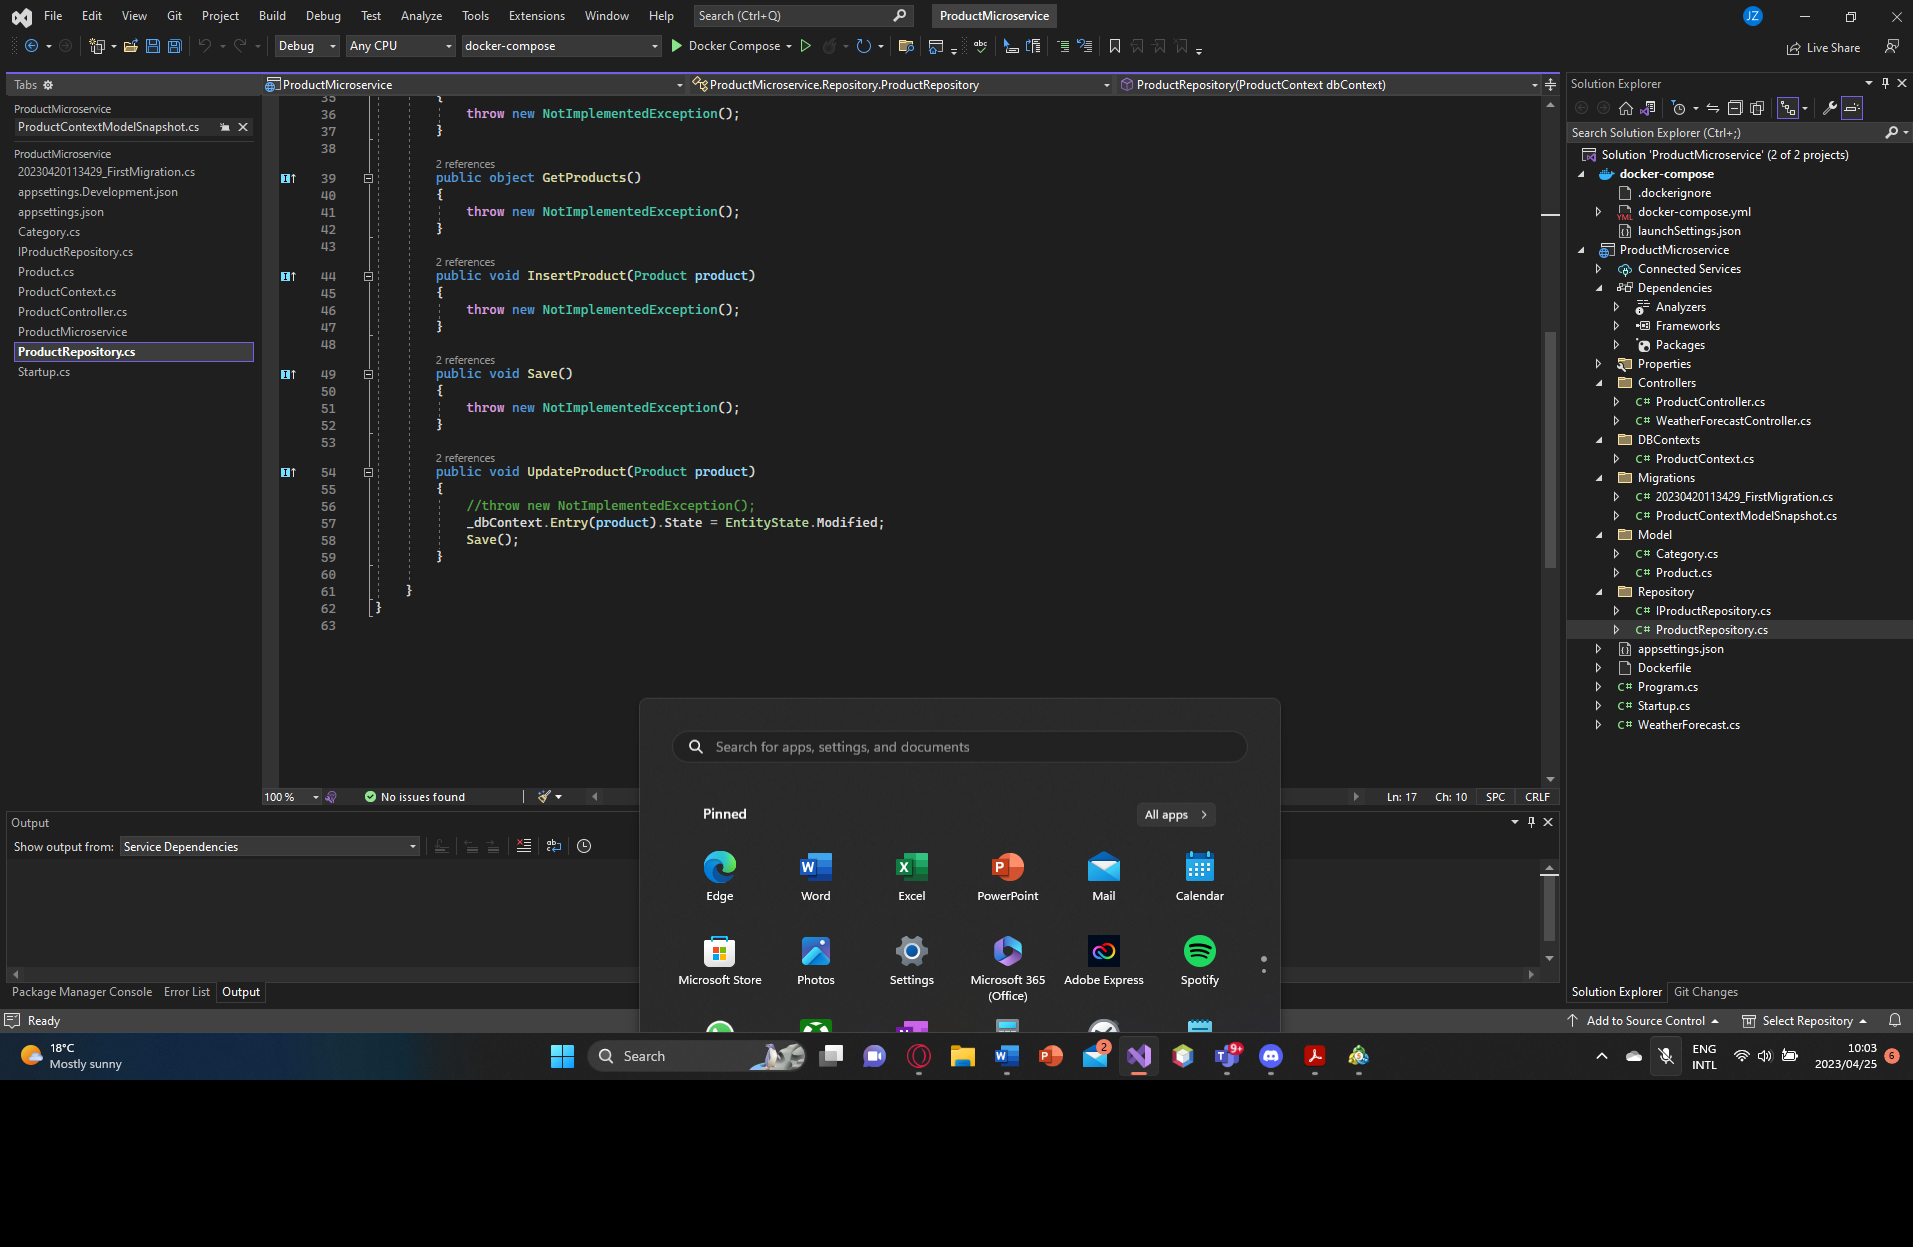 File Edit View Git Project Build Debug Test Analyze Tools Extensions Window Help Search (Ctrl+Q) ProductMicroservice JZ
Debug Any CPU docker-compose Docker Compose Live Share
Tabs
ProductMicroservice
ProductContextModelSnapshot.cs
ProductMicroservice
20230420113429_FirstMigration.cs
appsettings.Development.json
appsettings.json
Category.cs
IProductRepository.cs
Product.cs
ProductContext.cs
ProductController.cs
ProductMicroservice
ProductRepository.cs
Startup.cs
ProductMicroservice ProductMicroservice.Repository.ProductRepository ProductRepository(ProductContext dbContext)
35 {
36 throw new NotImplementedException();
37 }
38
2 references
39 public object GetProducts()
40 {
41 throw new NotImplementedException();
42 }
43
2 references
44 public void InsertProduct(Product product)
45 {
46 throw new NotImplementedException();
47 }
48
2 references
49 public void Save()
50 {
51 throw new NotImplementedException();
52 }
53
2 references
54 public void UpdateProduct(Product product)
55 {
56 //throw new NotImplementedException();
57 _dbContext.Entry(product).State = EntityState.Modified;
58 Save();
59 }
60
61 }
62 }
63
100 % No issues found Ln: 17 Ch: 10 SPC CRLF
Output
Show output from: Service Dependencies
Package Manager Console Error List Output
Ready
Solution Explorer
Search Solution Explorer (Ctrl+;)
Solution 'ProductMicroservice' (2 of 2 projects)
docker-compose
.dockerignore
docker-compose.yml
launchSettings.json
ProductMicroservice
Connected Services
Dependencies
Analyzers
Frameworks
Packages
Properties
Controllers
C# ProductController.cs
C# WeatherForecastController.cs
DBContexts
C# ProductContext.cs
Migrations
C# 20230420113429_FirstMigration.cs
C# ProductContextModelSnapshot.cs
Model
C# Category.cs
C# Product.cs
Repository
C# IProductRepository.cs
C# ProductRepository.cs
appsettings.json
Dockerfile
C# Program.cs
C# Startup.cs
C# WeatherForecast.cs
Solution Explorer Git Changes
Add to Source Control Select Repository
Search for apps, settings, and documents
Pinned All apps
Edge Word Excel PowerPoint Mail Calendar
Microsoft Store Photos Settings Microsoft 365 (Office) Adobe Express Spotify
18°C
Mostly sunny
Search
2
9+
ENG
INTL
10:03
2023/04/25
6